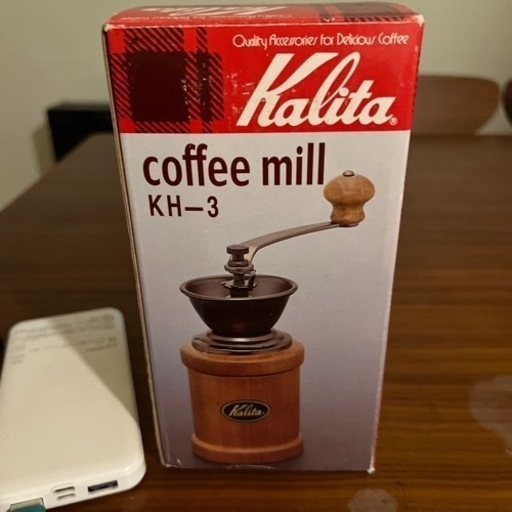 Quality Accessories for Delicious Coffee
Kalita®
coffee mill
KH-3
Kalita